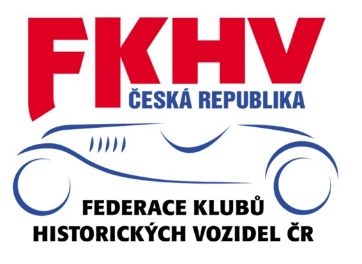 FKHV
ČESKÁ REPUBLIKA
FEDERACE KLUBŮ
HISTORICKÝCH VOZIDEL ČR